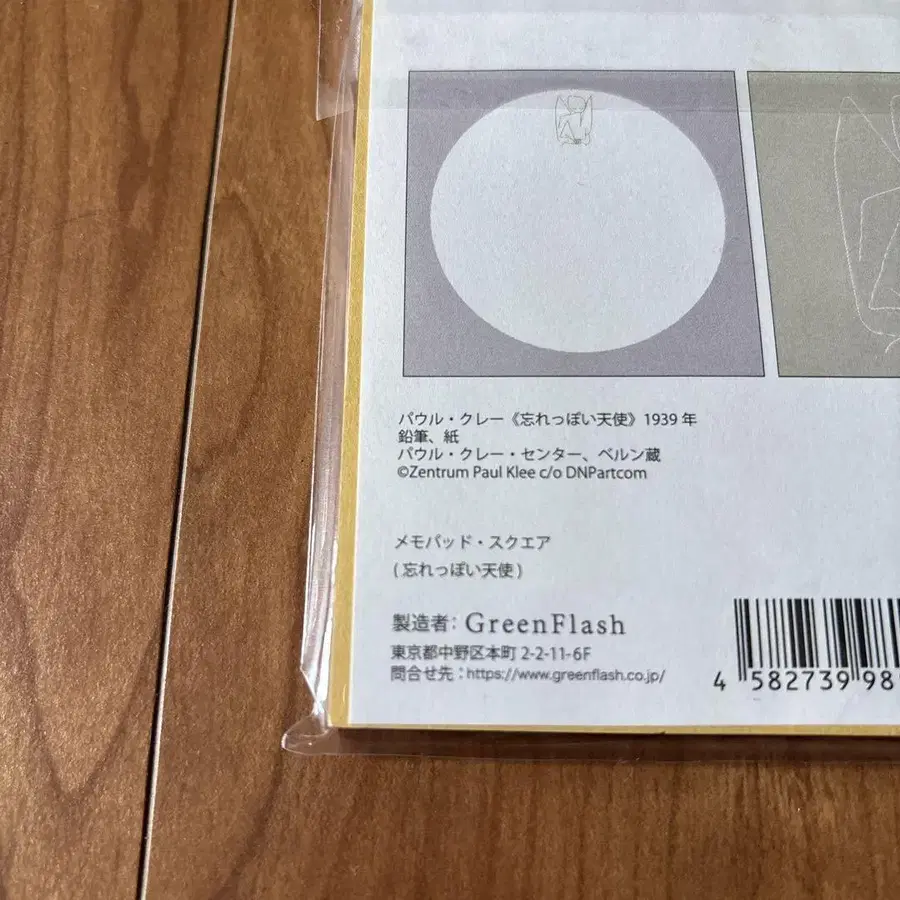 パウル・クレー《忘れっぽい天使》1939 年
鉛筆、紙
パウル・クレー・センター、ベルン蔵
©Zentrum Paul Klee c/o DNPartcom
メモパッド・スクエア
( 忘れっぽい天使 )
製造者: GreenFlash
東京都中野区本町 2-2-11-6F
問合せ先：https://www.greenflash.co.jp/
4 582739 98